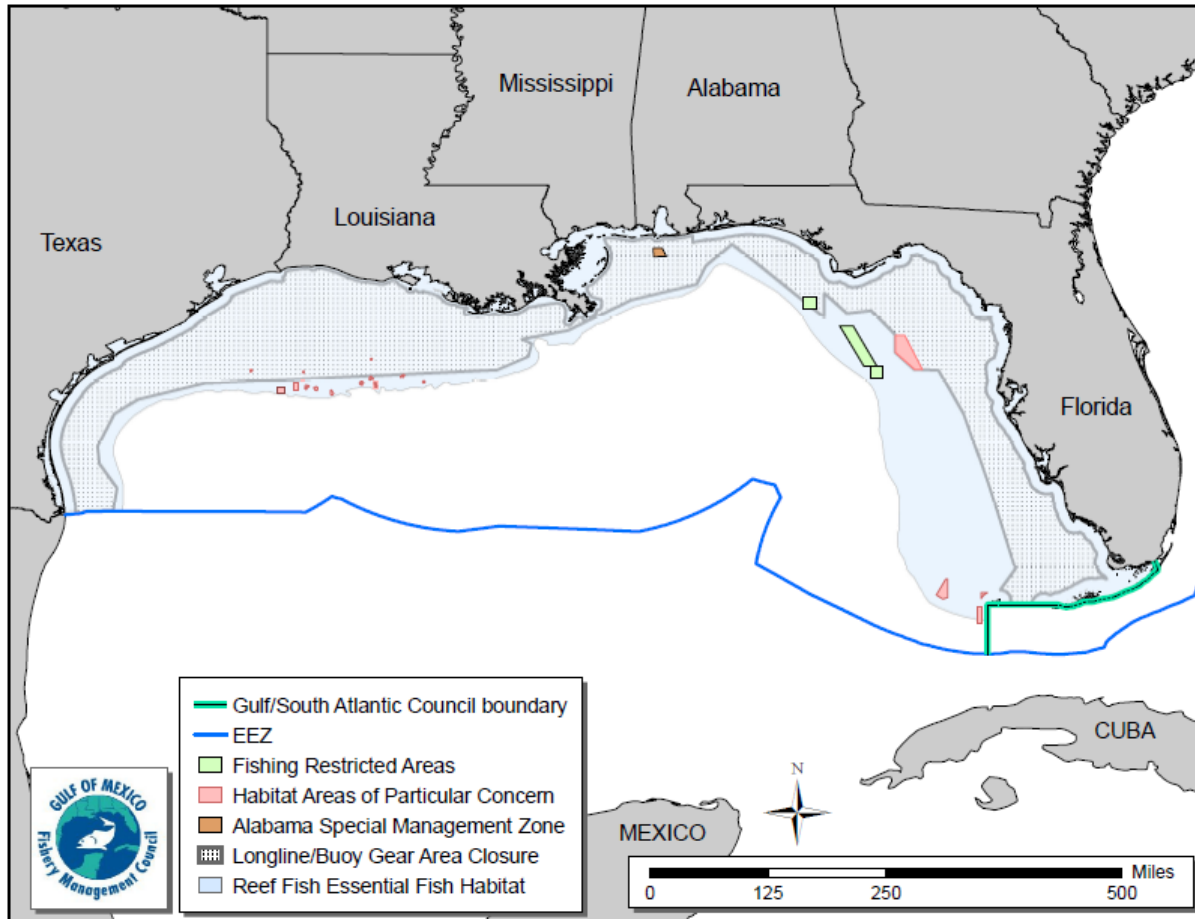 Mississippi
Alabama
Louisiana
Texas
Florida
Gulf/South Atlantic Council boundary
EEZ
Fishing Restricted Areas
Habitat Areas of Particular Concern
Alabama Special Management Zone
Longline/Buoy Gear Area Closure
Reef Fish Essential Fish Habitat
GULF OF MEXICO
Fishery Management Council
CUBA
N
MEXICO
Miles
0 125 250 500